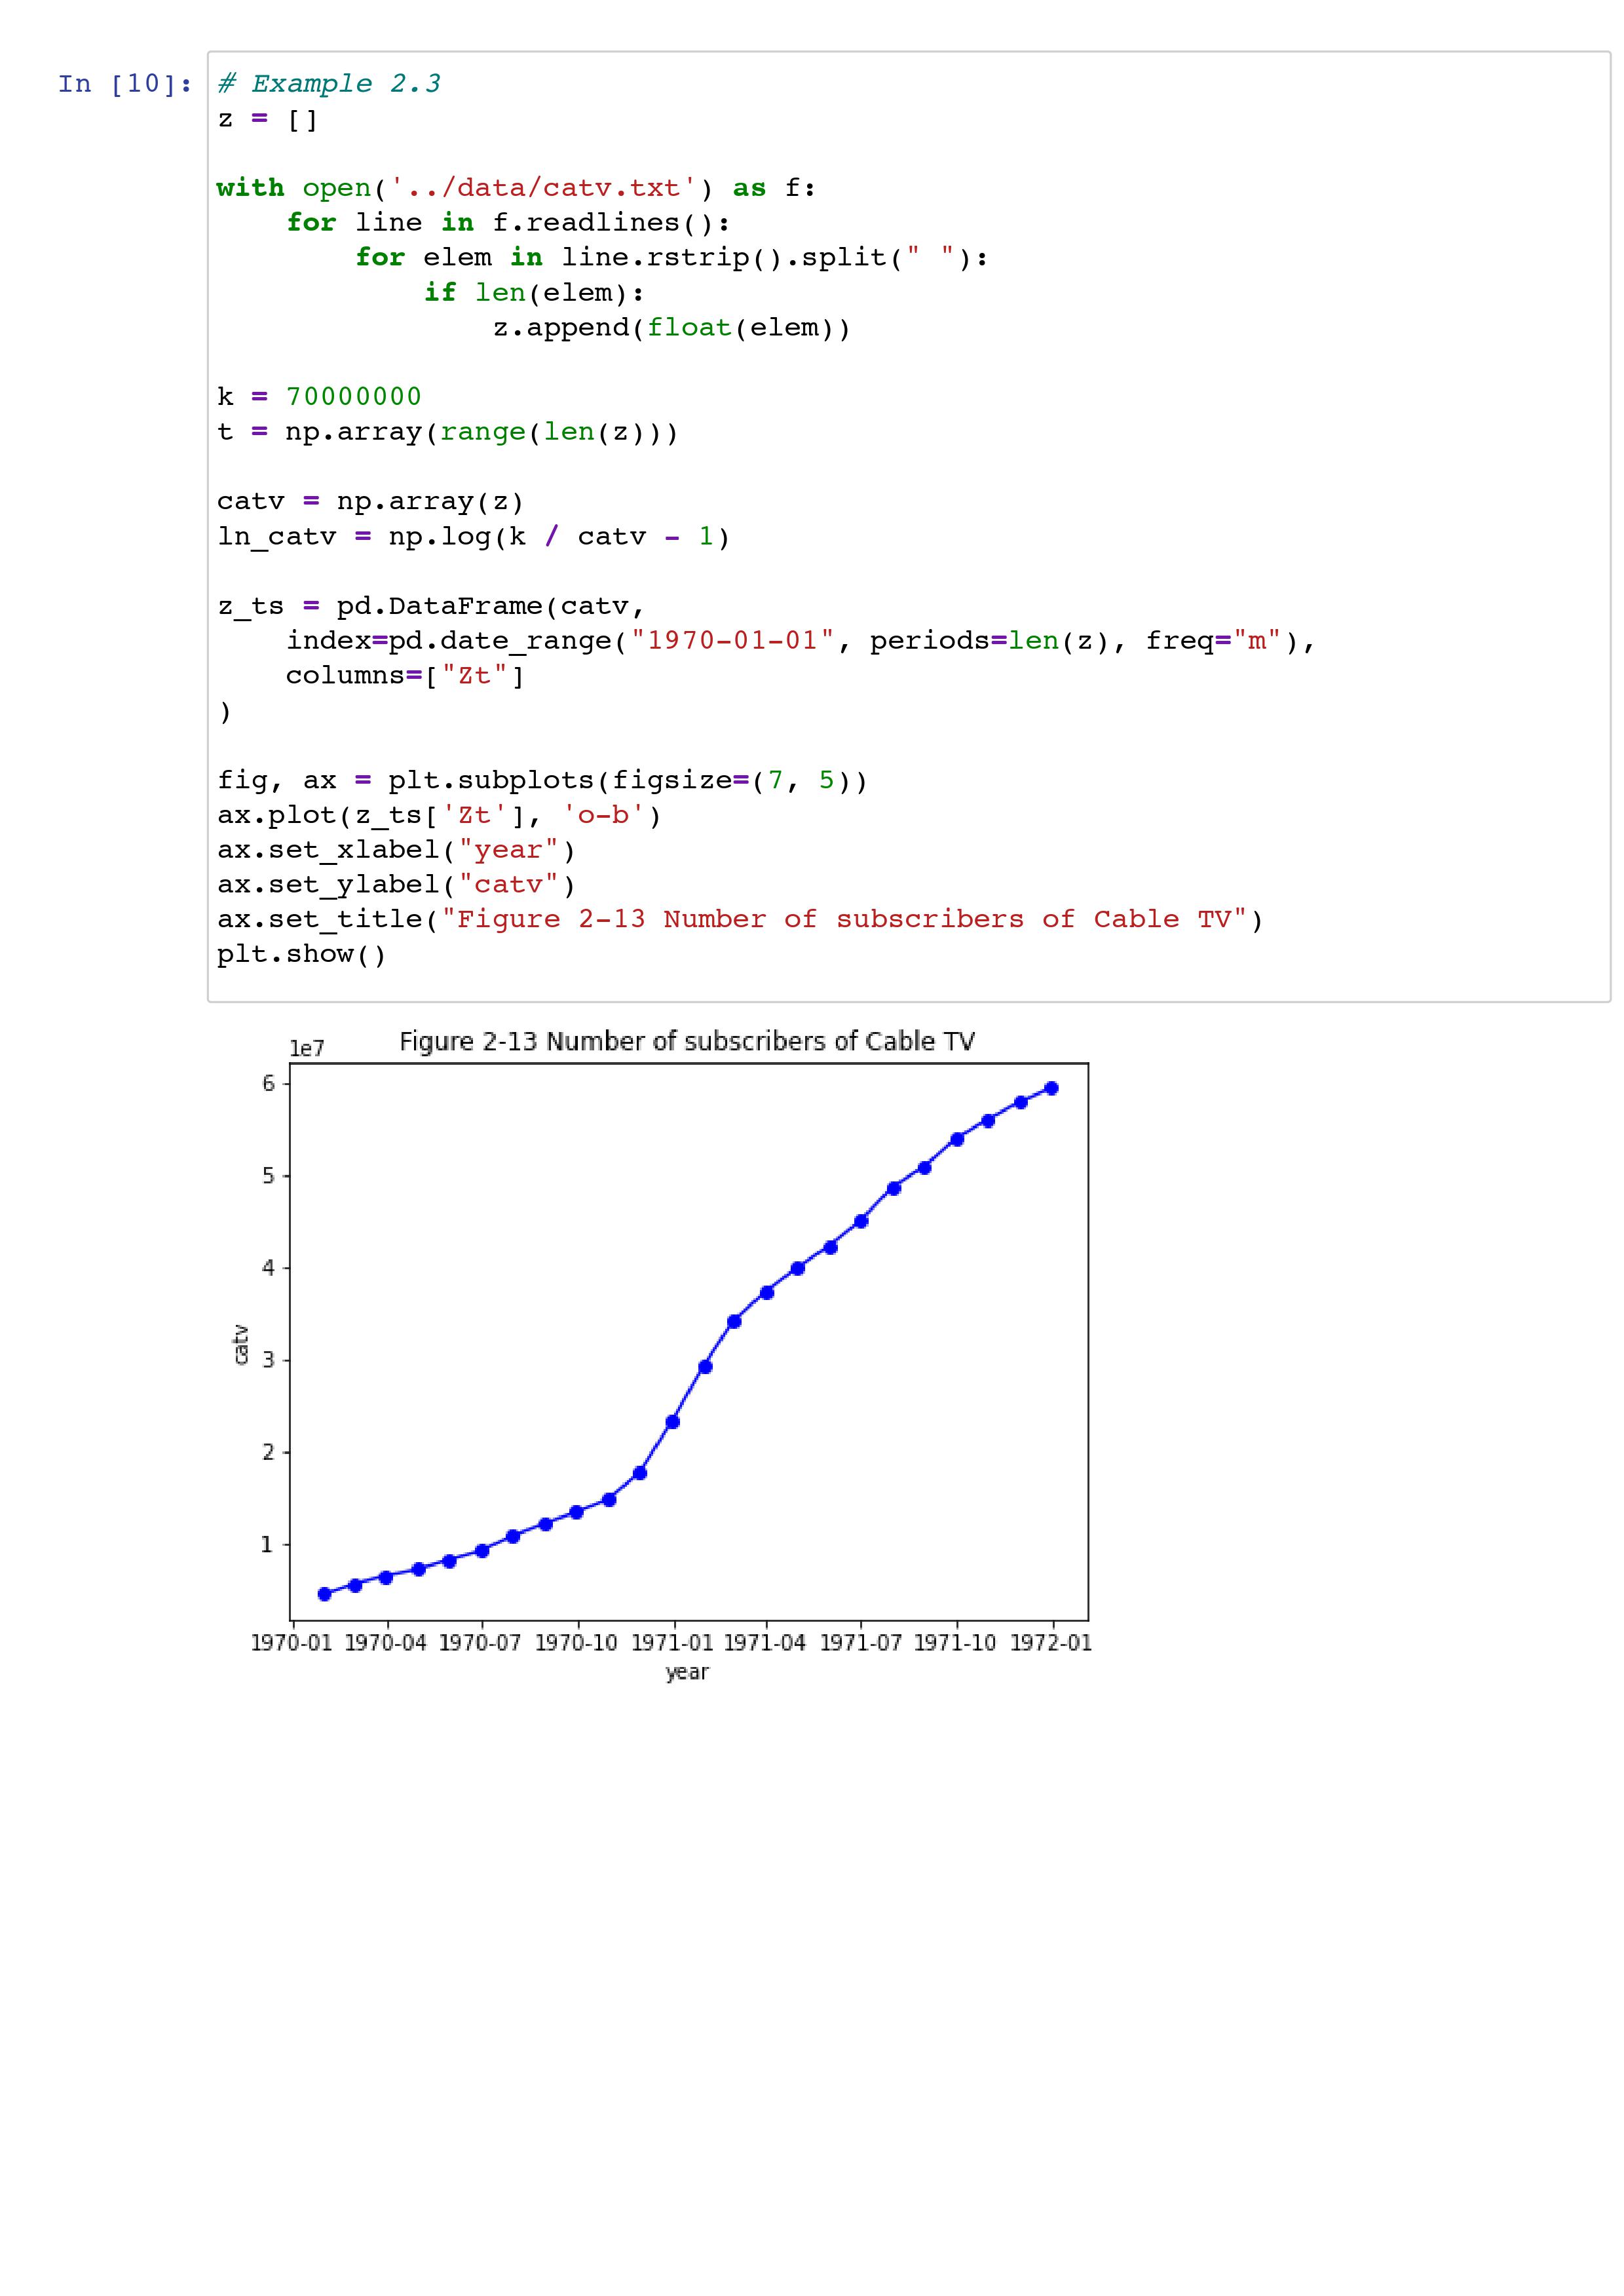 In [10]: # Example 2.3
z = []
with open('../data/catv.txt') as f:
    for line in f.readlines():
        for elem in line.rstrip().split(" "):
            if len(elem):
                z.append(float(elem))
k = 70000000
t = np.array(range(len(z)))
catv = np.array(z)
ln_catv = np.log(k / catv - 1)
z_ts = pd.DataFrame(catv,
    index=pd.date_range("1970-01-01", periods=len(z), freq="m"),
    columns=["Zt"]
)
fig, ax = plt.subplots(figsize=(7, 5))
ax.plot(z_ts['Zt'], 'o-b')
ax.set_xlabel("year")
ax.set_ylabel("catv")
ax.set_title("Figure 2-13 Number of subscribers of Cable TV")
plt.show()
Figure 2-13 Number of subscribers of Cable TV
1e7
6
5
4
3
2
1
catv
1970-01 1970-04 1970-07 1970-10 1971-01 1971-04 1971-07 1971-10 1972-01
year